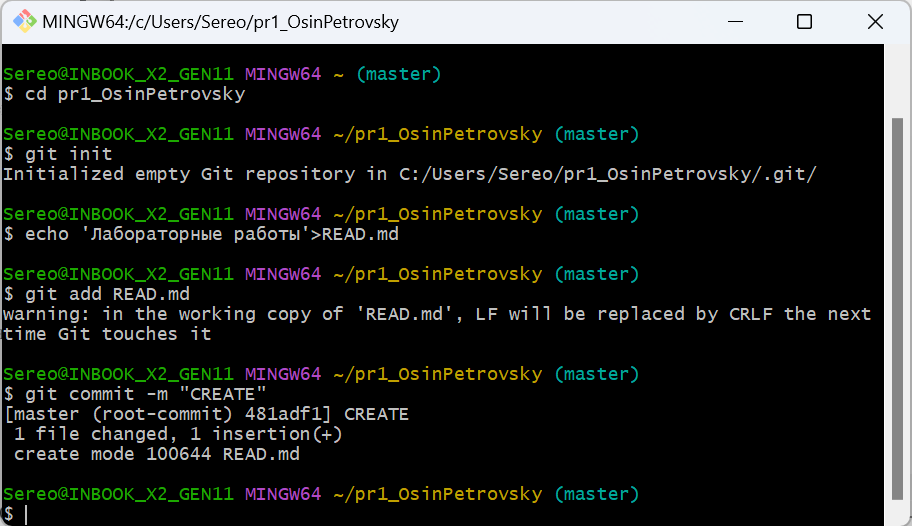 MINGW64:/c/Users/Sereo/pr1_OsinPetrovsky
Sereo@INBOOK_X2_GEN11 MINGW64 ~ (master)
$ cd pr1_OsinPetrovsky
Sereo@INBOOK_X2_GEN11 MINGW64 ~/pr1_OsinPetrovsky (master)
$ git init
Initialized empty Git repository in C:/Users/Sereo/pr1_OsinPetrovsky/.git/
Sereo@INBOOK_X2_GEN11 MINGW64 ~/pr1_OsinPetrovsky (master)
$ echo 'Лабораторные работы'>READ.md
Sereo@INBOOK_X2_GEN11 MINGW64 ~/pr1_OsinPetrovsky (master)
$ git add READ.md
warning: in the working copy of 'READ.md', LF will be replaced by CRLF the next
time Git touches it
Sereo@INBOOK_X2_GEN11 MINGW64 ~/pr1_OsinPetrovsky (master)
$ git commit -m "CREATE"
[master (root-commit) 481adf1] CREATE
 1 file changed, 1 insertion(+)
 create mode 100644 READ.md
Sereo@INBOOK_X2_GEN11 MINGW64 ~/pr1_OsinPetrovsky (master)
$